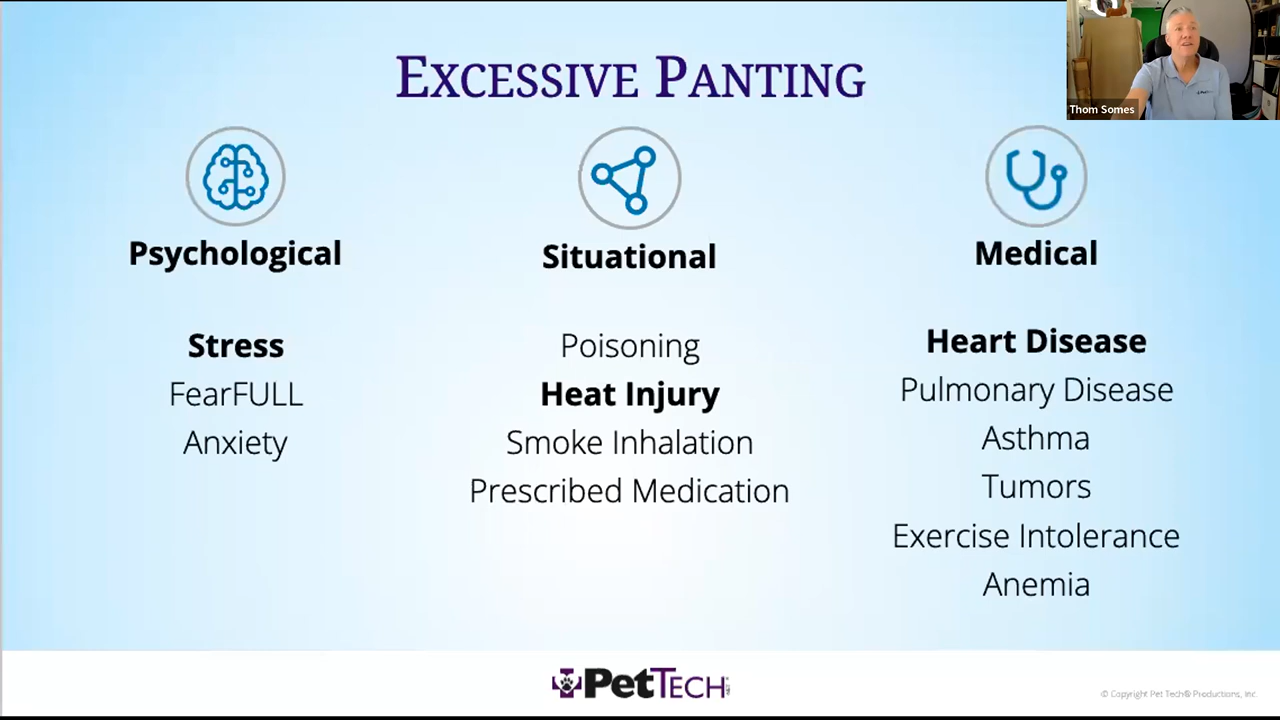 EXCESSIVE PANTING
Thom Somes
Psychological
Stress
FearFULL
Anxiety
Situational
Poisoning
Heat Injury
Smoke Inhalation
Prescribed Medication
Medical
Heart Disease
Pulmonary Disease
Asthma
Tumors
Exercise Intolerance
Anemia
PetTECH
© Copyright Pet Tech® Productions, Inc.